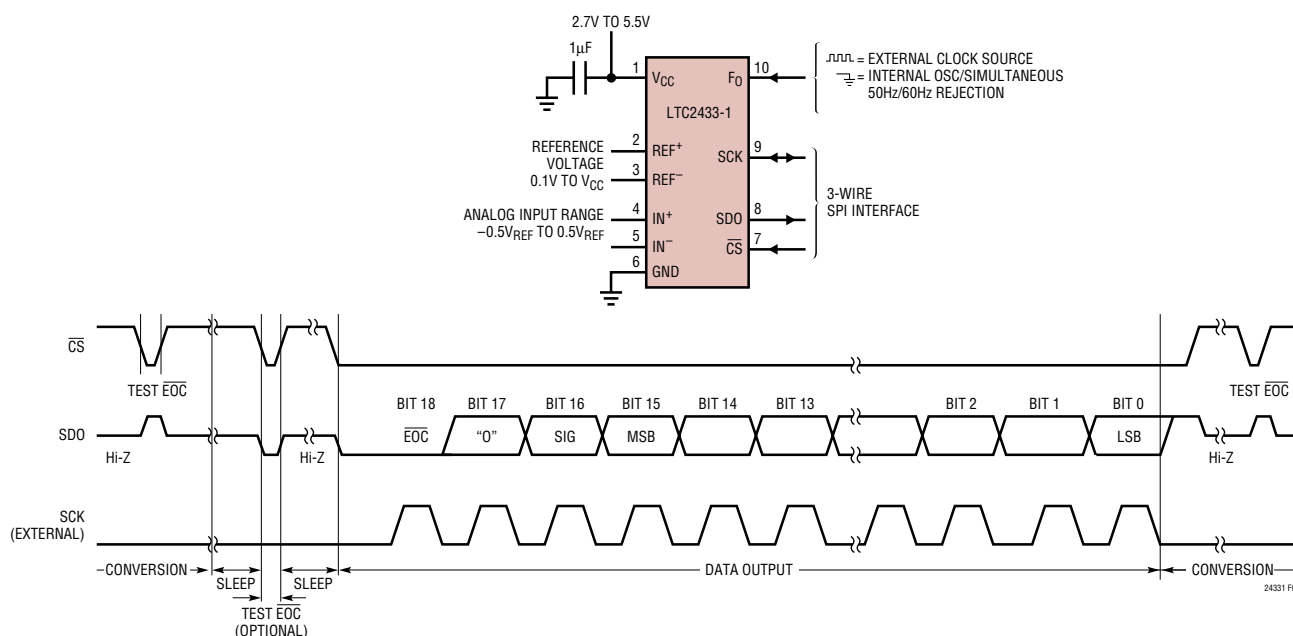 2.7V TO 5.5V
1µF
1
VCC
FO
10
= EXTERNAL CLOCK SOURCE
= INTERNAL OSC/SIMULTANEOUS
50Hz/60Hz REJECTION
LTC2433-1
REFERENCE
VOLTAGE
0.1V TO VCC
2
REF+
3
REF–
SCK
9
ANALOG INPUT RANGE
–0.5VREF TO 0.5VREF
4
IN+
5
IN–
6
GND
SDO
8
CS
7
3-WIRE
SPI INTERFACE
CS
TEST EOC
TEST EOC
BIT 18
BIT 17
BIT 16
BIT 15
BIT 14
BIT 13
BIT 2
BIT 1
BIT 0
SDO
EOC
“O”
SIG
MSB
LSB
Hi-Z
Hi-Z
Hi-Z
SCK
(EXTERNAL)
CONVERSION
SLEEP
SLEEP
DATA OUTPUT
CONVERSION
TEST EOC
(OPTIONAL)
24331